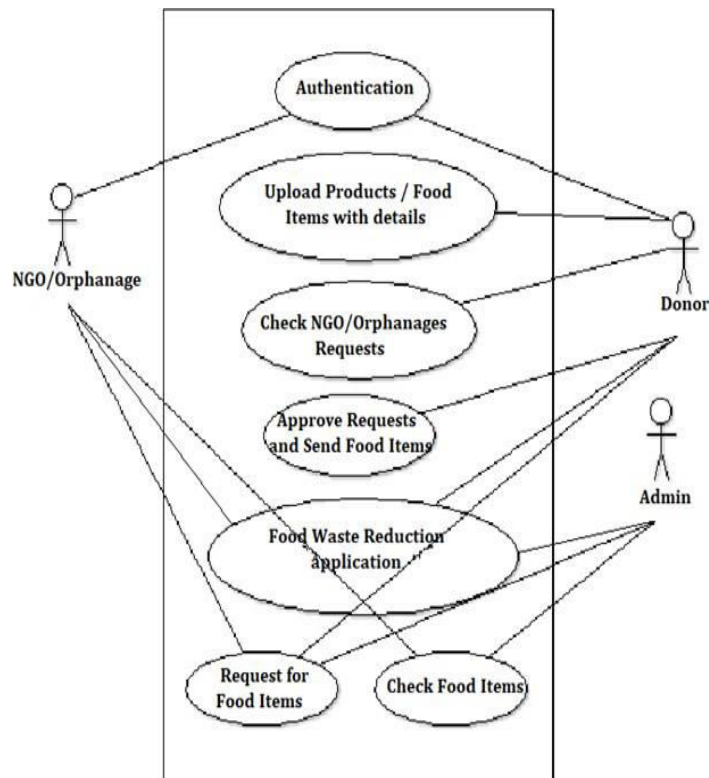 Authentication
Upload Products / Food
Items with details
NGO/Orphanage
Donor
Check NGO/Orphanages
Requests
Approve Requests
and Send Food Items
Admin
Food Waste Reduction
application
Request for
Food Items
Check Food Items